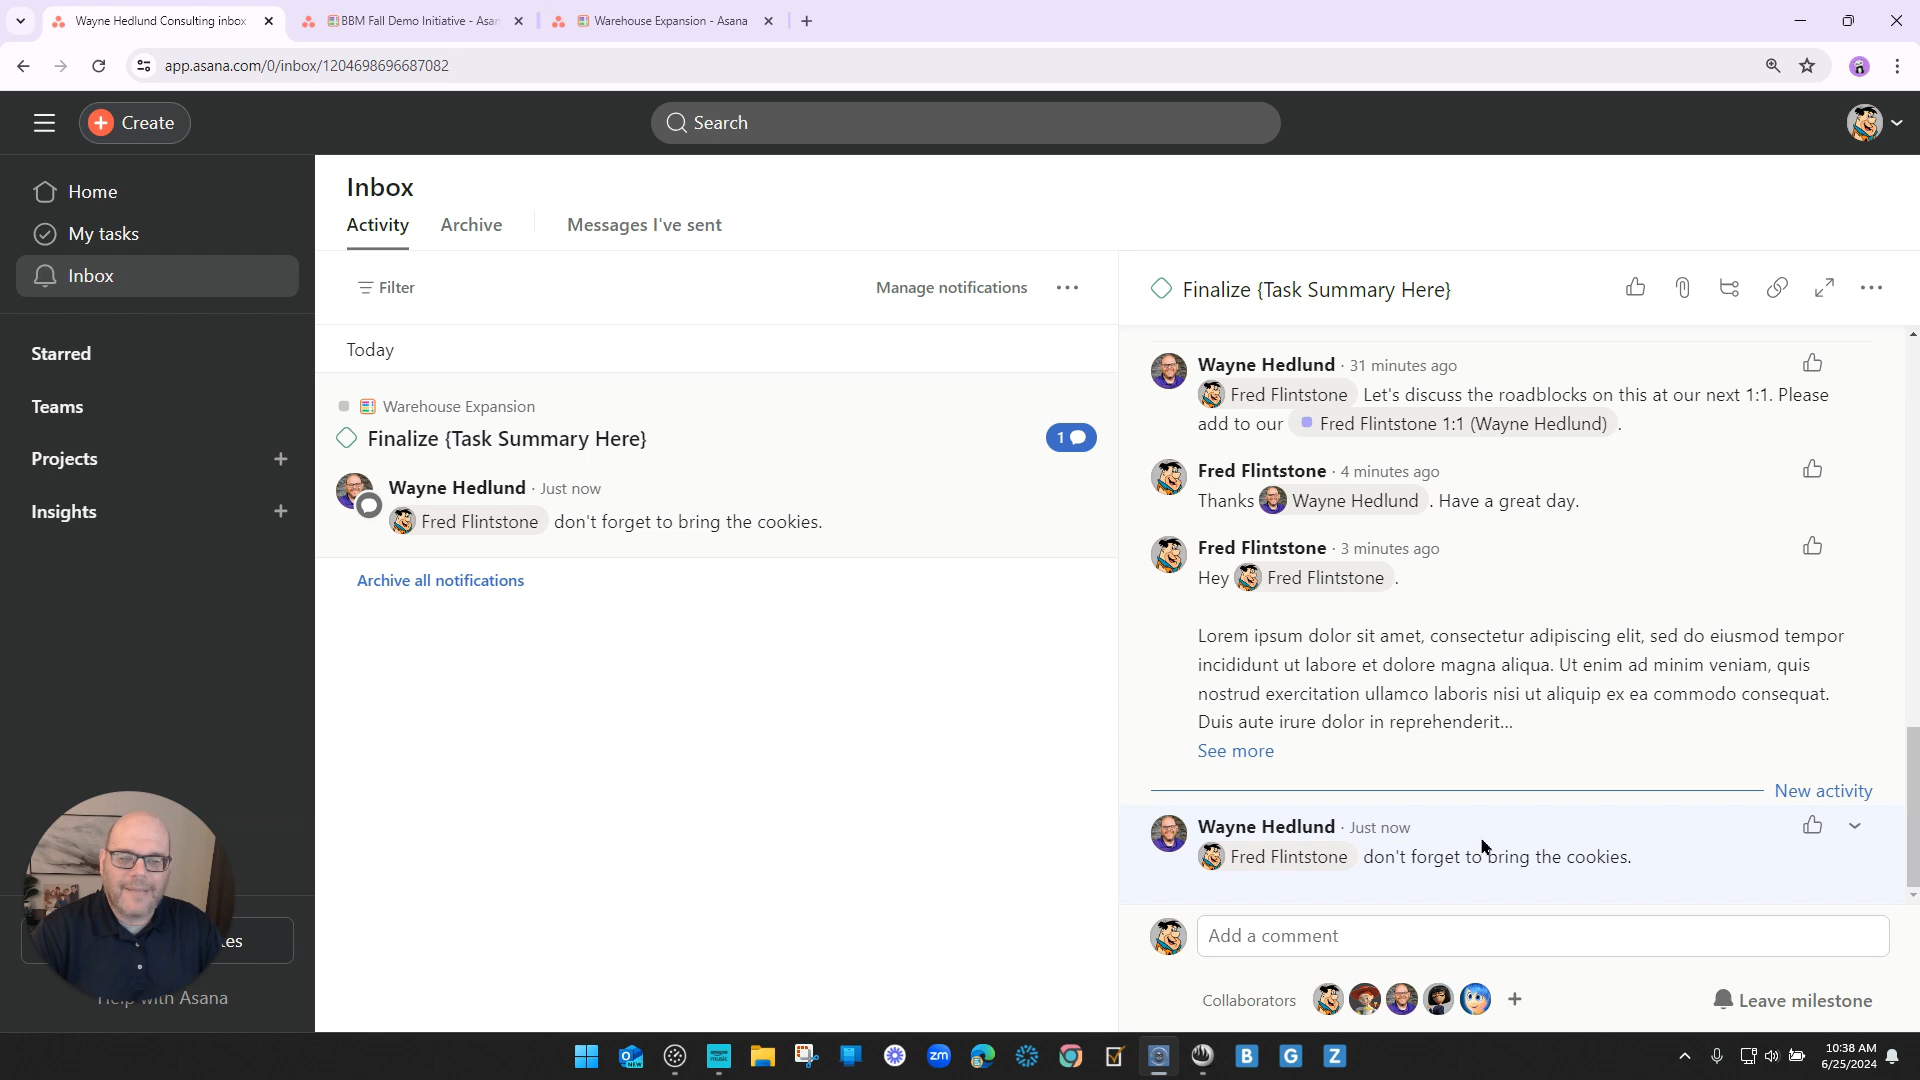 Wayne Hedlund Consulting inbox
BBM Fall Demo Initiative - Asan
Warehouse Expansion - Asana
app.asana.com/0/inbox/1204698696687082
Create
Search
Home
My tasks
Inbox
Starred
Teams
Projects
Insights
Help with Asana
Inbox
Activity
Archive
Messages I've sent
Filter
Manage notifications
Today
Warehouse Expansion
Finalize {Task Summary Here}
1
Wayne Hedlund · Just now
Fred Flintstone don't forget to bring the cookies.
Archive all notifications
Finalize {Task Summary Here}
Wayne Hedlund · 31 minutes ago
Fred Flintstone Let's discuss the roadblocks on this at our next 1:1. Please
add to our Fred Flintstone 1:1 (Wayne Hedlund) .
Fred Flintstone · 4 minutes ago
Thanks Wayne Hedlund . Have a great day.
Fred Flintstone · 3 minutes ago
Hey Fred Flintstone .
Lorem ipsum dolor sit amet, consectetur adipiscing elit, sed do eiusmod tempor
incididunt ut labore et dolore magna aliqua. Ut enim ad minim veniam, quis
nostrud exercitation ullamco laboris nisi ut aliquip ex ea commodo consequat.
Duis aute irure dolor in reprehenderit...
See more
New activity
Wayne Hedlund · Just now
Fred Flintstone don't forget to bring the cookies.
Add a comment
Collaborators
Leave milestone
NEW
music
zm
B
G
Z
10:38 AM
6/25/2024